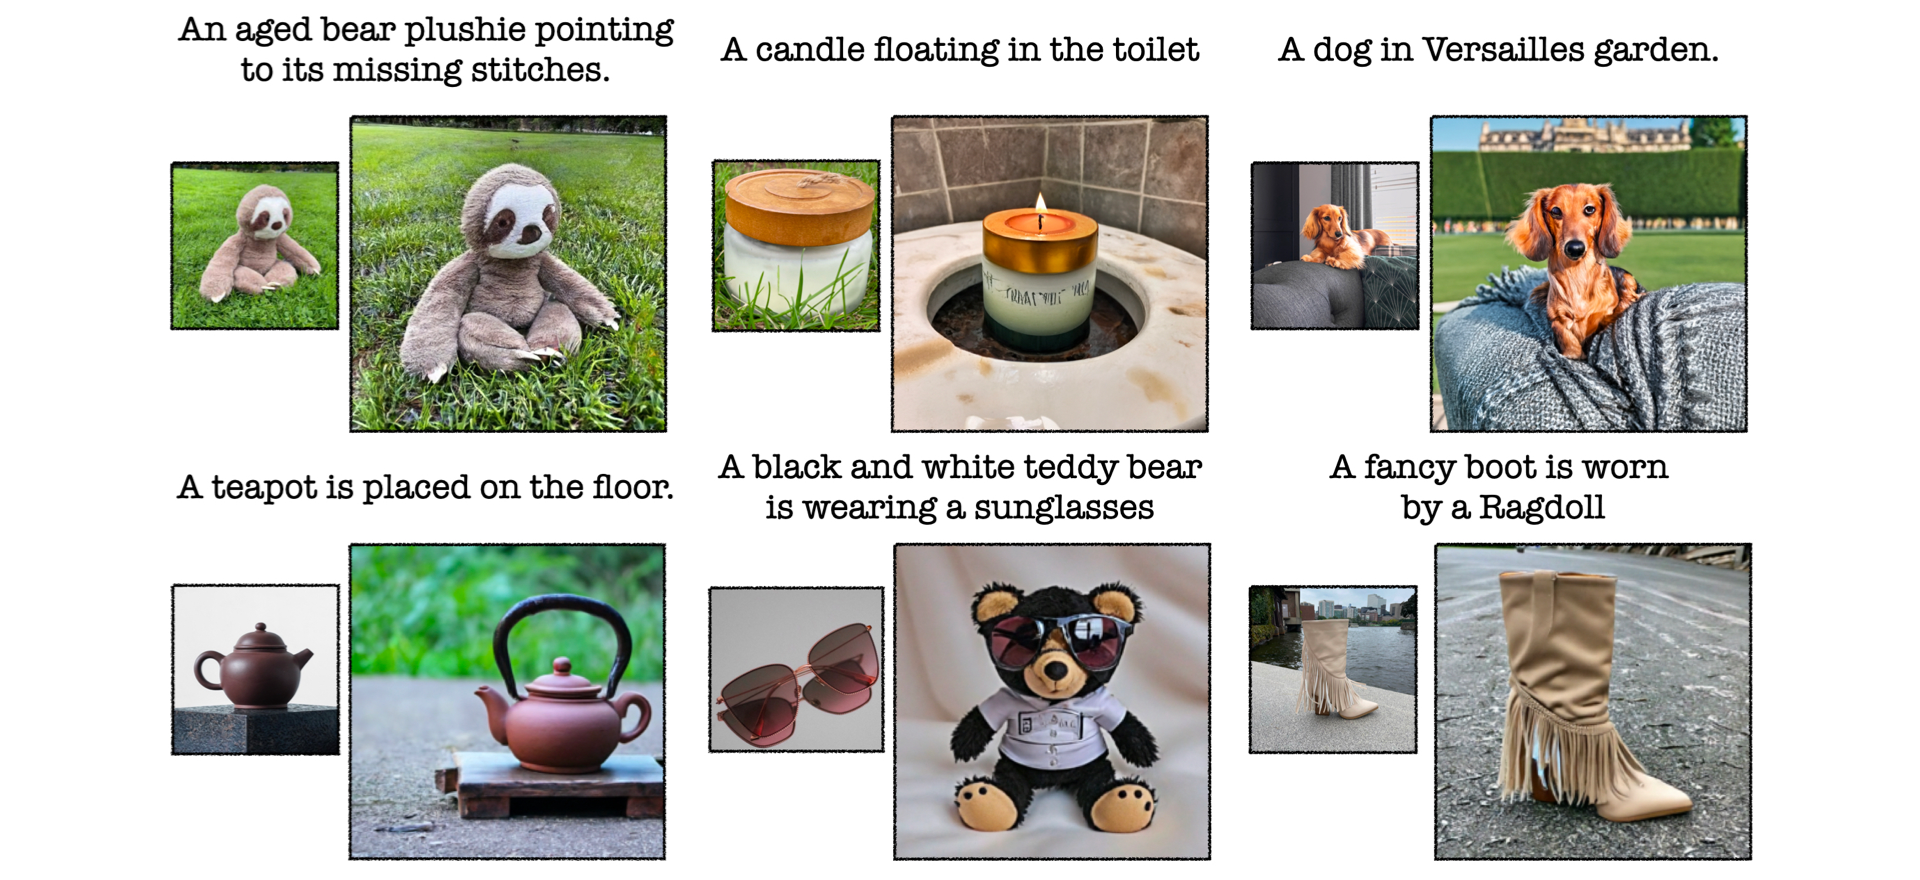 An aged bear plushie pointing
to its missing stitches.
A candle floating in the toilet
A dog in Versailles garden.
A teapot is placed on the floor.
A black and white teddy bear
is wearing a sunglasses
A fancy boot is worn
by a Ragdoll